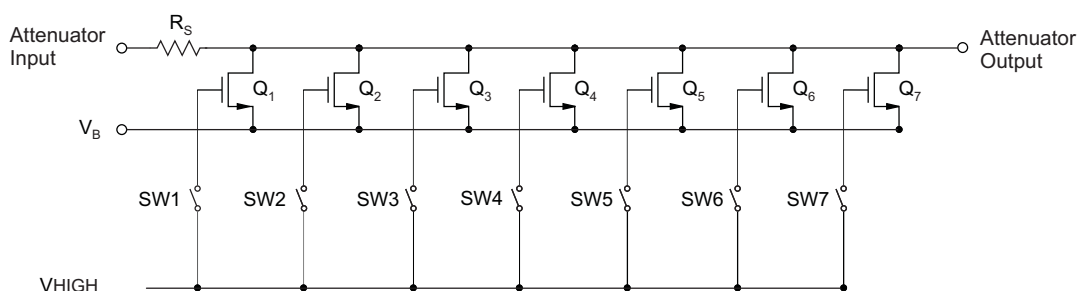 R_S
Attenuator
Input
Attenuator
Output
Q_1
Q_2
Q_3
Q_4
Q_5
Q_6
Q_7
V_B
SW1
SW2
SW3
SW4
SW5
SW6
SW7
VHIGH